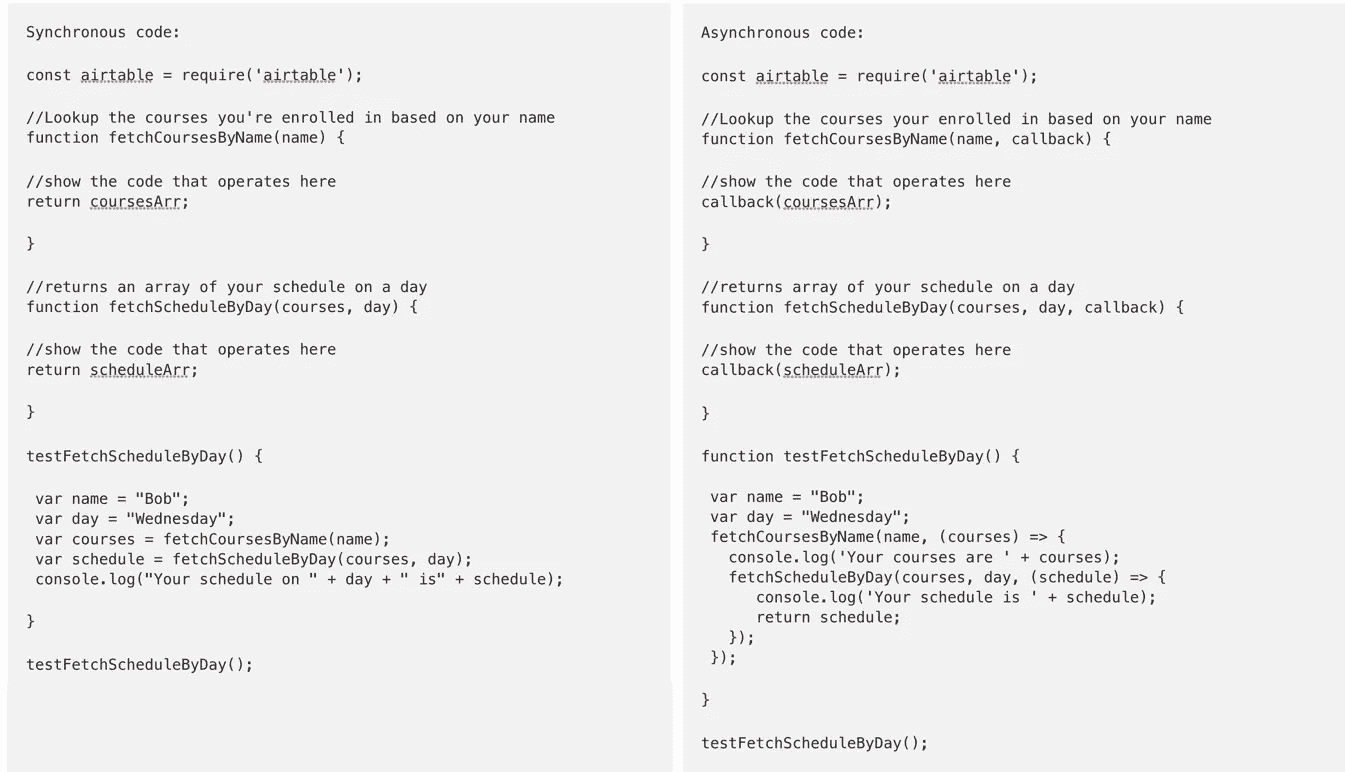 Synchronous code:
const airtable = require('airtable');
//Lookup the courses you're enrolled in based on your name
function fetchCoursesByName(name) {
//show the code that operates here
return coursesArr;
}
//returns an array of your schedule on a day
function fetchScheduleByDay(courses, day) {
//show the code that operates here
return scheduleArr;
}
testFetchScheduleByDay() {
var name = "Bob";
var day = "Wednesday";
var courses = fetchCoursesByName(name);
var schedule = fetchScheduleByDay(courses, day);
console.log("Your schedule on " + day + " is" + schedule);
}
testFetchScheduleByDay();
Asynchronous code:
const airtable = require('airtable');
//Lookup the courses your enrolled in based on your name
function fetchCoursesByName(name, callback) {
//show the code that operates here
callback(coursesArr);
}
//returns array of your schedule on a day
function fetchScheduleByDay(courses, day, callback) {
//show the code that operates here
callback(scheduleArr);
}
function testFetchScheduleByDay() {
var name = "Bob";
var day = "Wednesday";
fetchCoursesByName(name, (courses) => {
console.log('Your courses are ' + courses);
fetchScheduleByDay(courses, day, (schedule) => {
console.log('Your schedule is ' + schedule);
return schedule;
});
});
}
testFetchScheduleByDay();